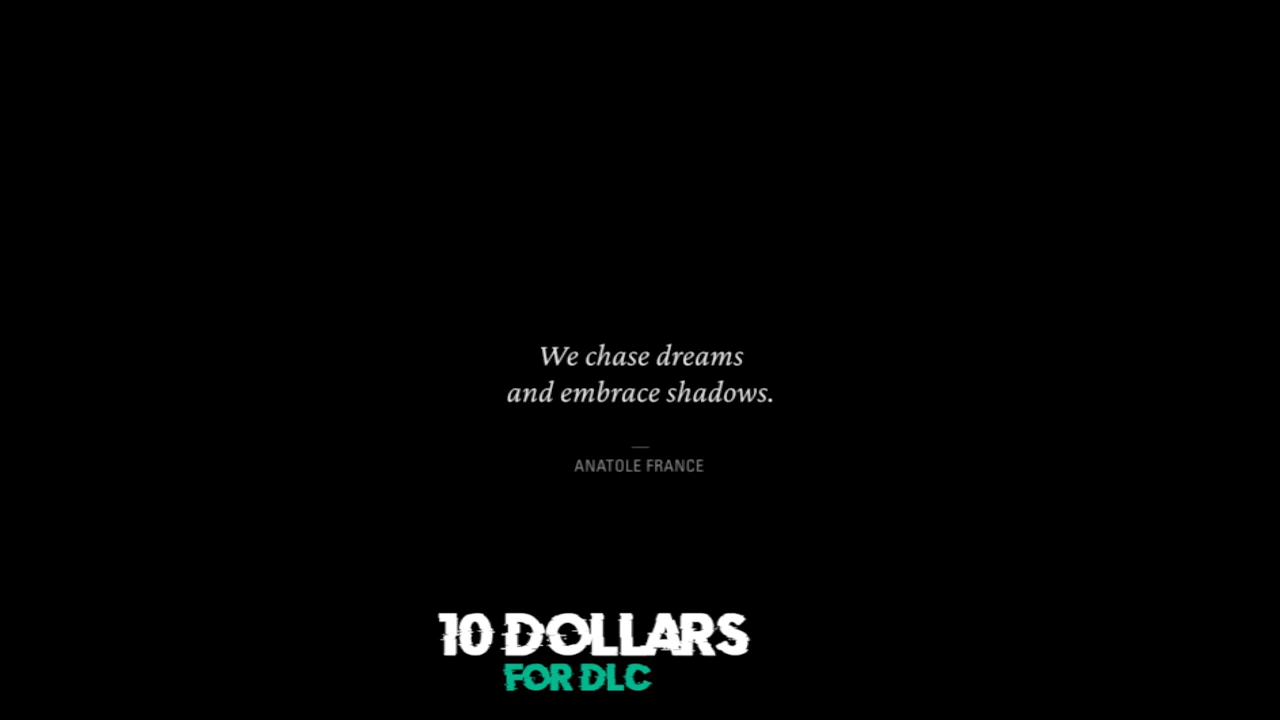 We chase dreams
and embrace shadows.
ANATOLE FRANCE
10 DOLLARS
FOR DLC